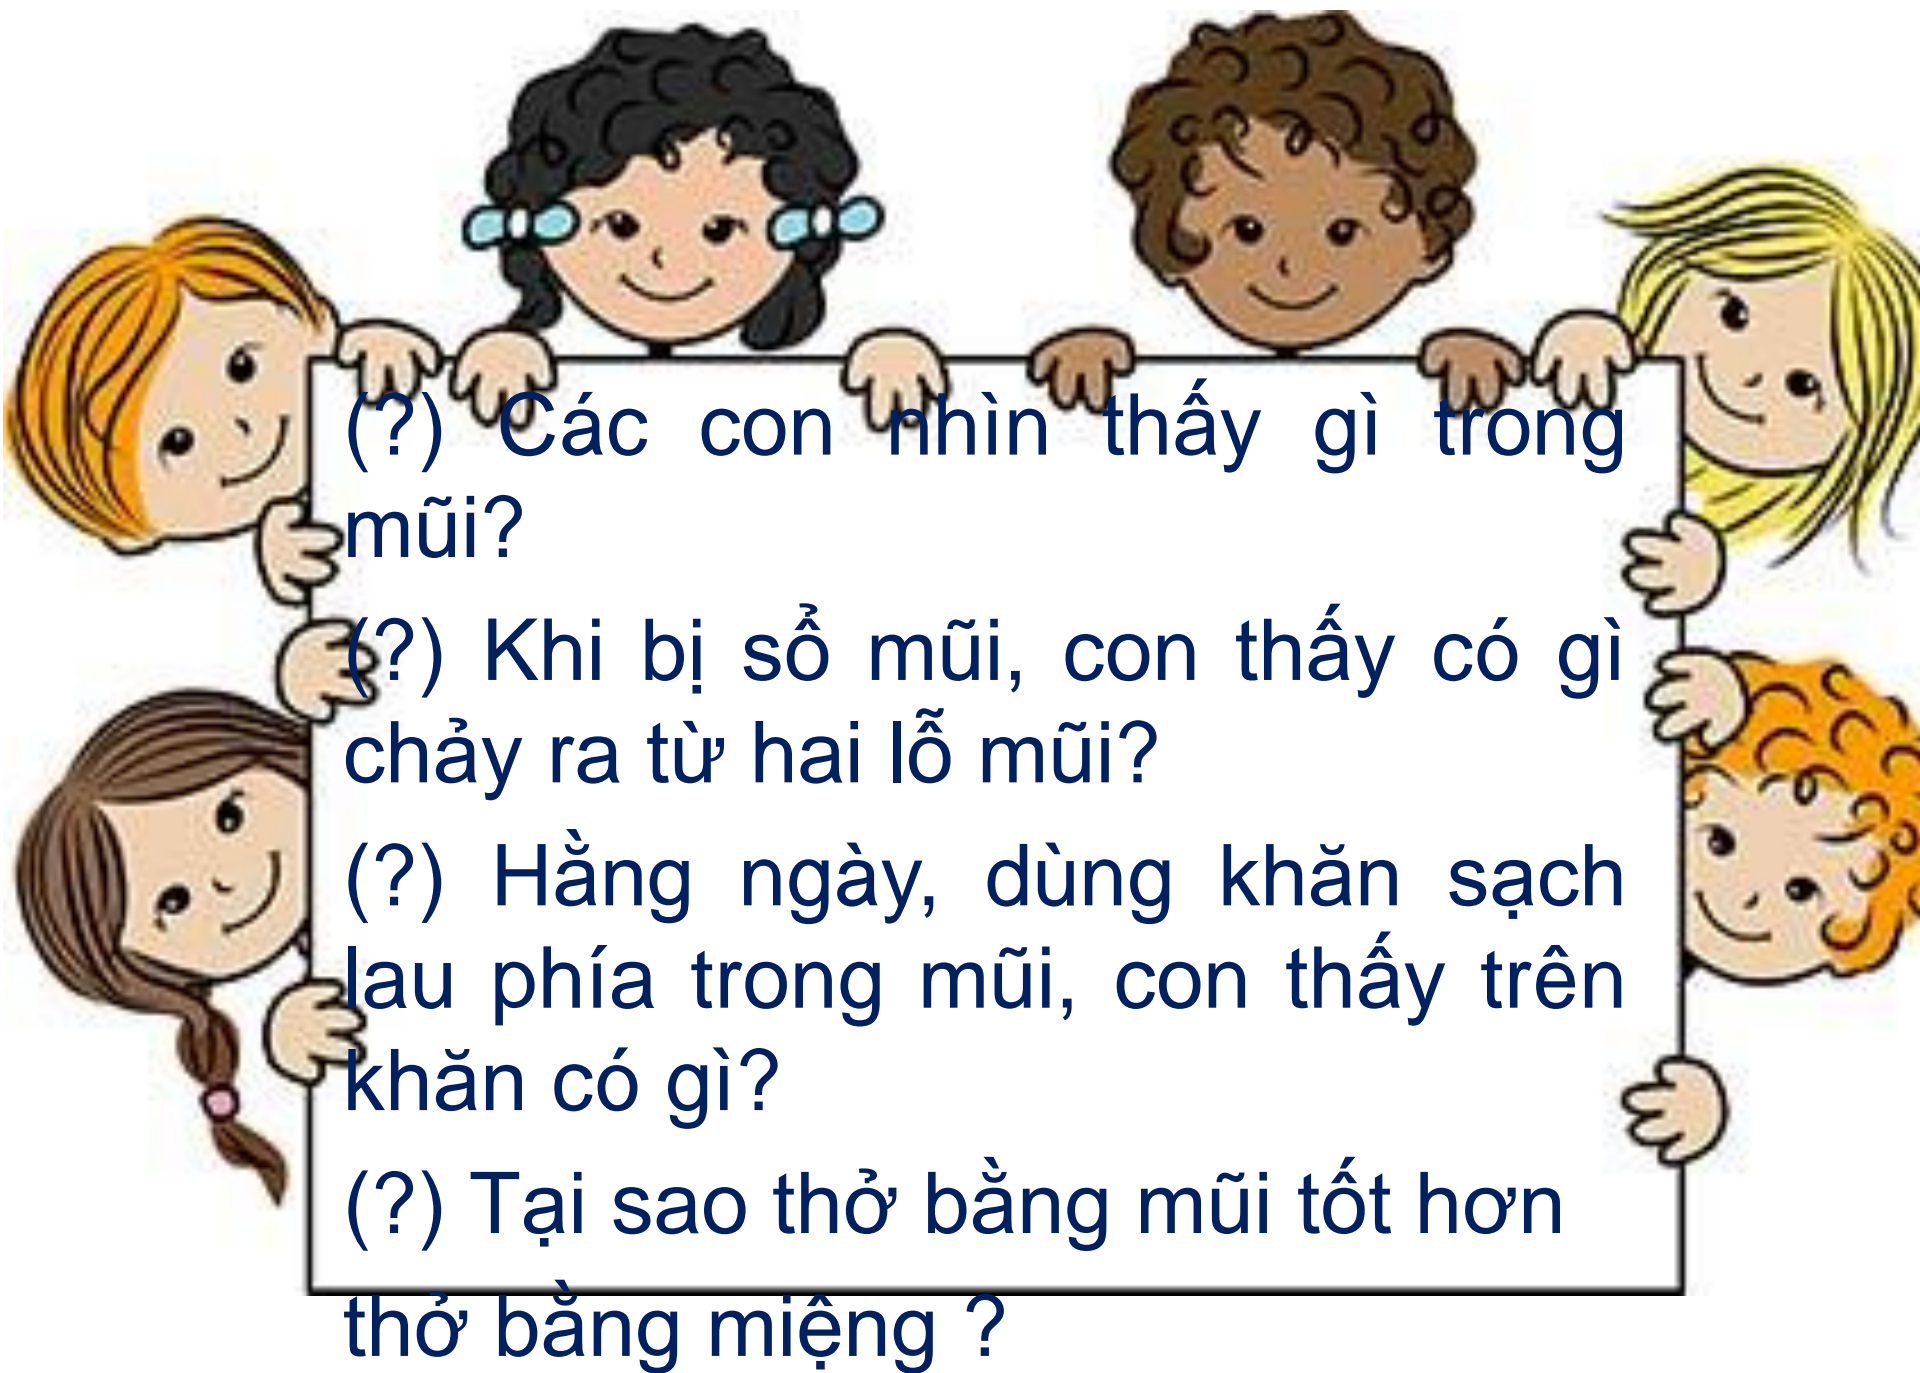 (?) Các con nhìn thấy gì trong
mũi?
(?) Khi bị sổ mũi, con thấy có gì
chảy ra từ hai lỗ mũi?
(?) Hằng ngày, dùng khăn sạch
lau phía trong mũi, con thấy trên
khăn có gì?
(?) Tại sao thở bằng mũi tốt hơn
thở bằng miệng ?